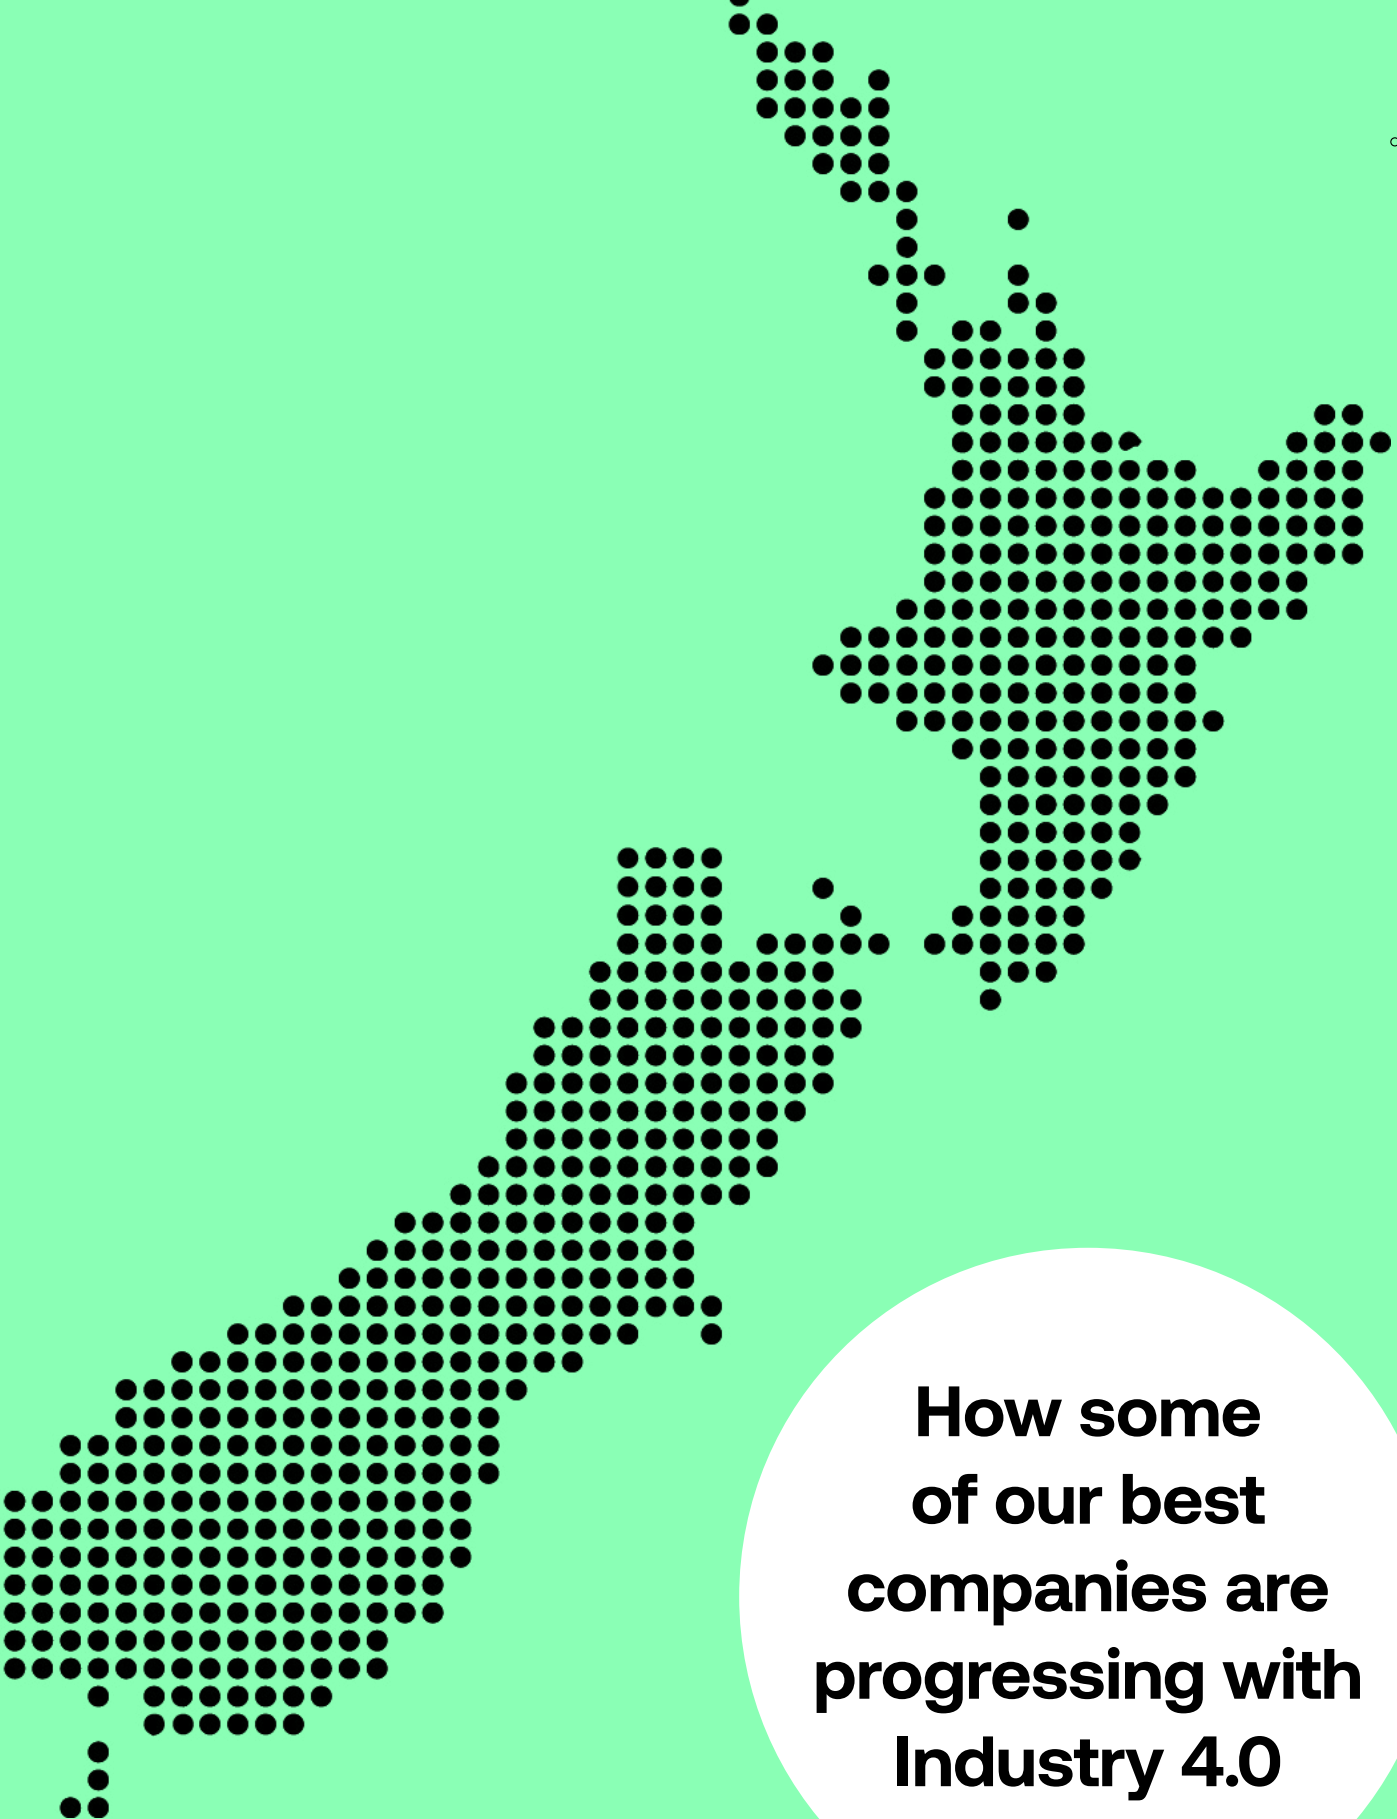 How some
of our best
companies are
progressing with
Industry 4.0